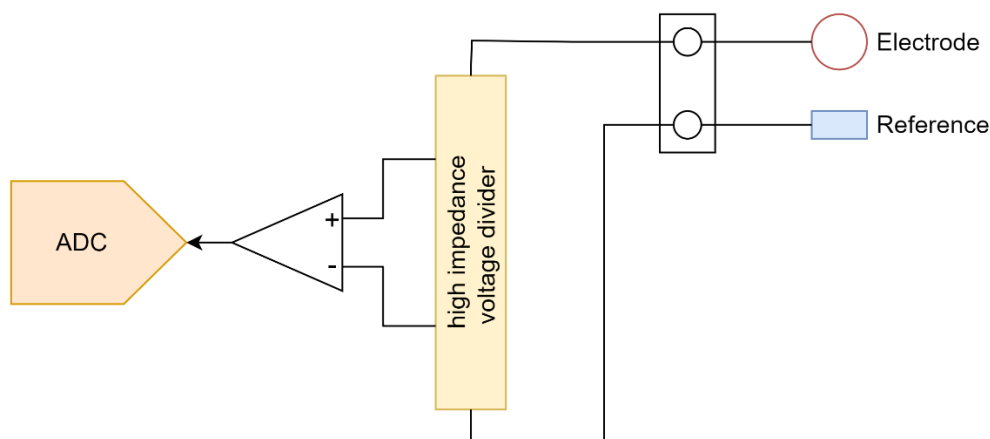 Electrode
Reference
high impedance
voltage divider
+
-
ADC